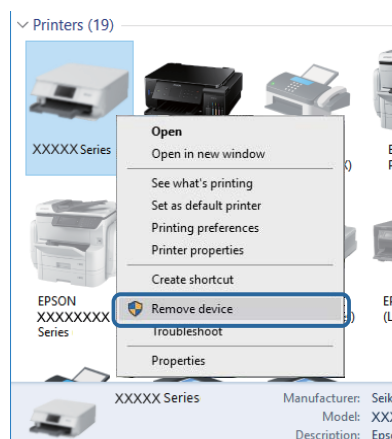 Printers (19)
XXXXX Series
Open
Open in new window
See what's printing
Set as default printer
Printing preferences
Printer properties
Create shortcut
Remove device
Troubleshoot
Properties
EPSON
XXXXXXXX
Series
XXXXX Series
Manufacturer:
Model:
Description: